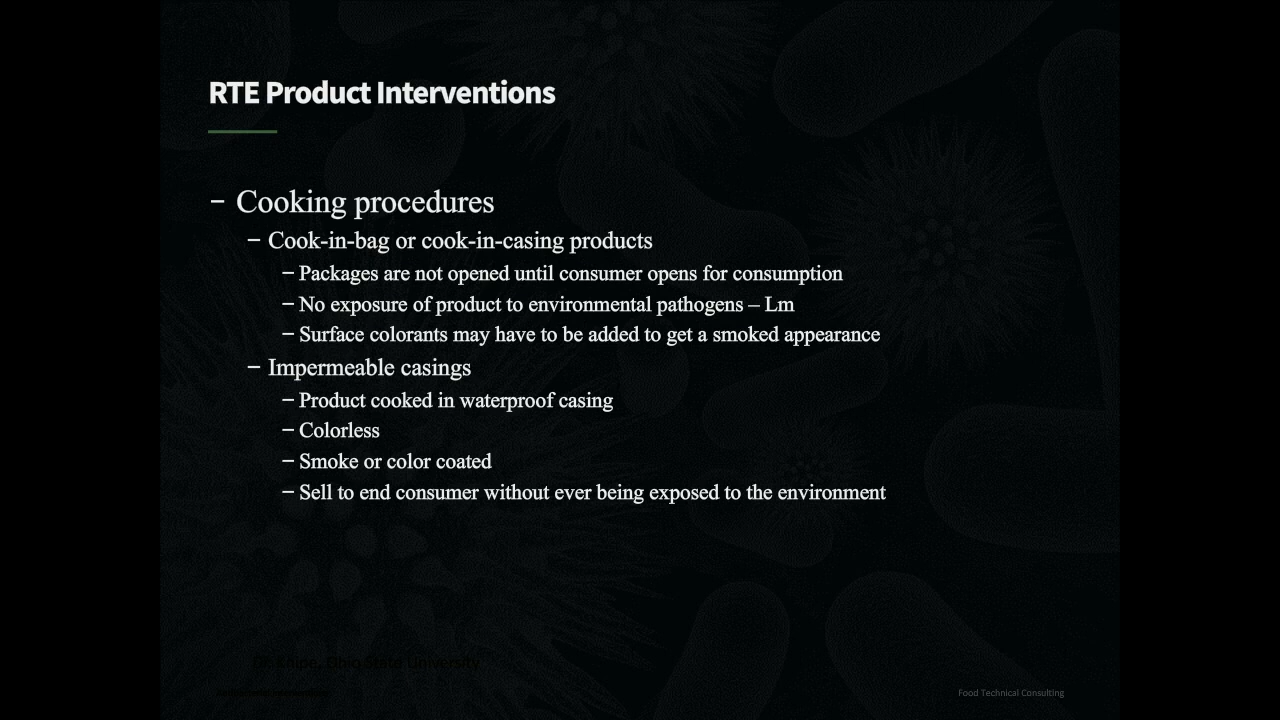 RTE Product Interventions
– Cooking procedures
– Cook-in-bag or cook-in-casing products
– Packages are not opened until consumer opens for consumption
– No exposure of product to environmental pathogens – Lm
– Surface colorants may have to be added to get a smoked appearance
– Impermeable casings
– Product cooked in waterproof casing
– Colorless
– Smoke or color coated
– Sell to end consumer without ever being exposed to the environment
Ohio State University
Food Technical Consulting